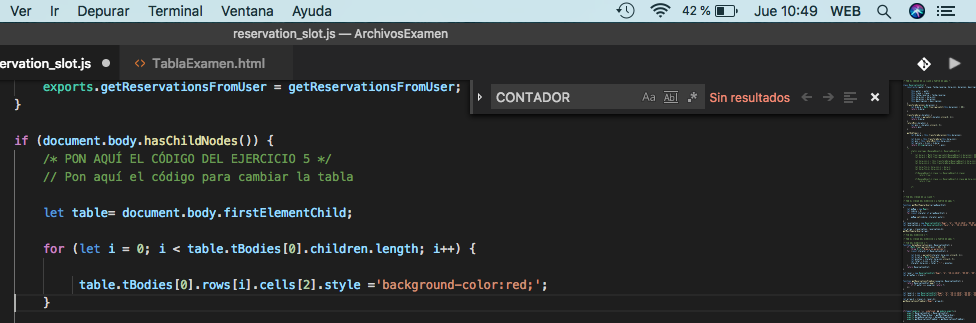 Ver Ir Depurar Terminal Ventana Ayuda 42 % Jue 10:49 WEB
reservation_slot.js — ArchivosExamen
ervation_slot.js TablaExamen.html
exports.getReservationsFromUser = getReservationsFromUser;
CONTADOR Aa Abl .* Sin resultados
}
if (document.body.hasChildNodes()) {
/* PON AQUÍ EL CÓDIGO DEL EJERCICIO 5 */
// Pon aquí el código para cambiar la tabla
let table= document.body.firstElementChild;
for (let i = 0; i < table.tBodies[0].children.length; i++) {
table.tBodies[0].rows[i].cells[2].style ='background-color:red;';
}